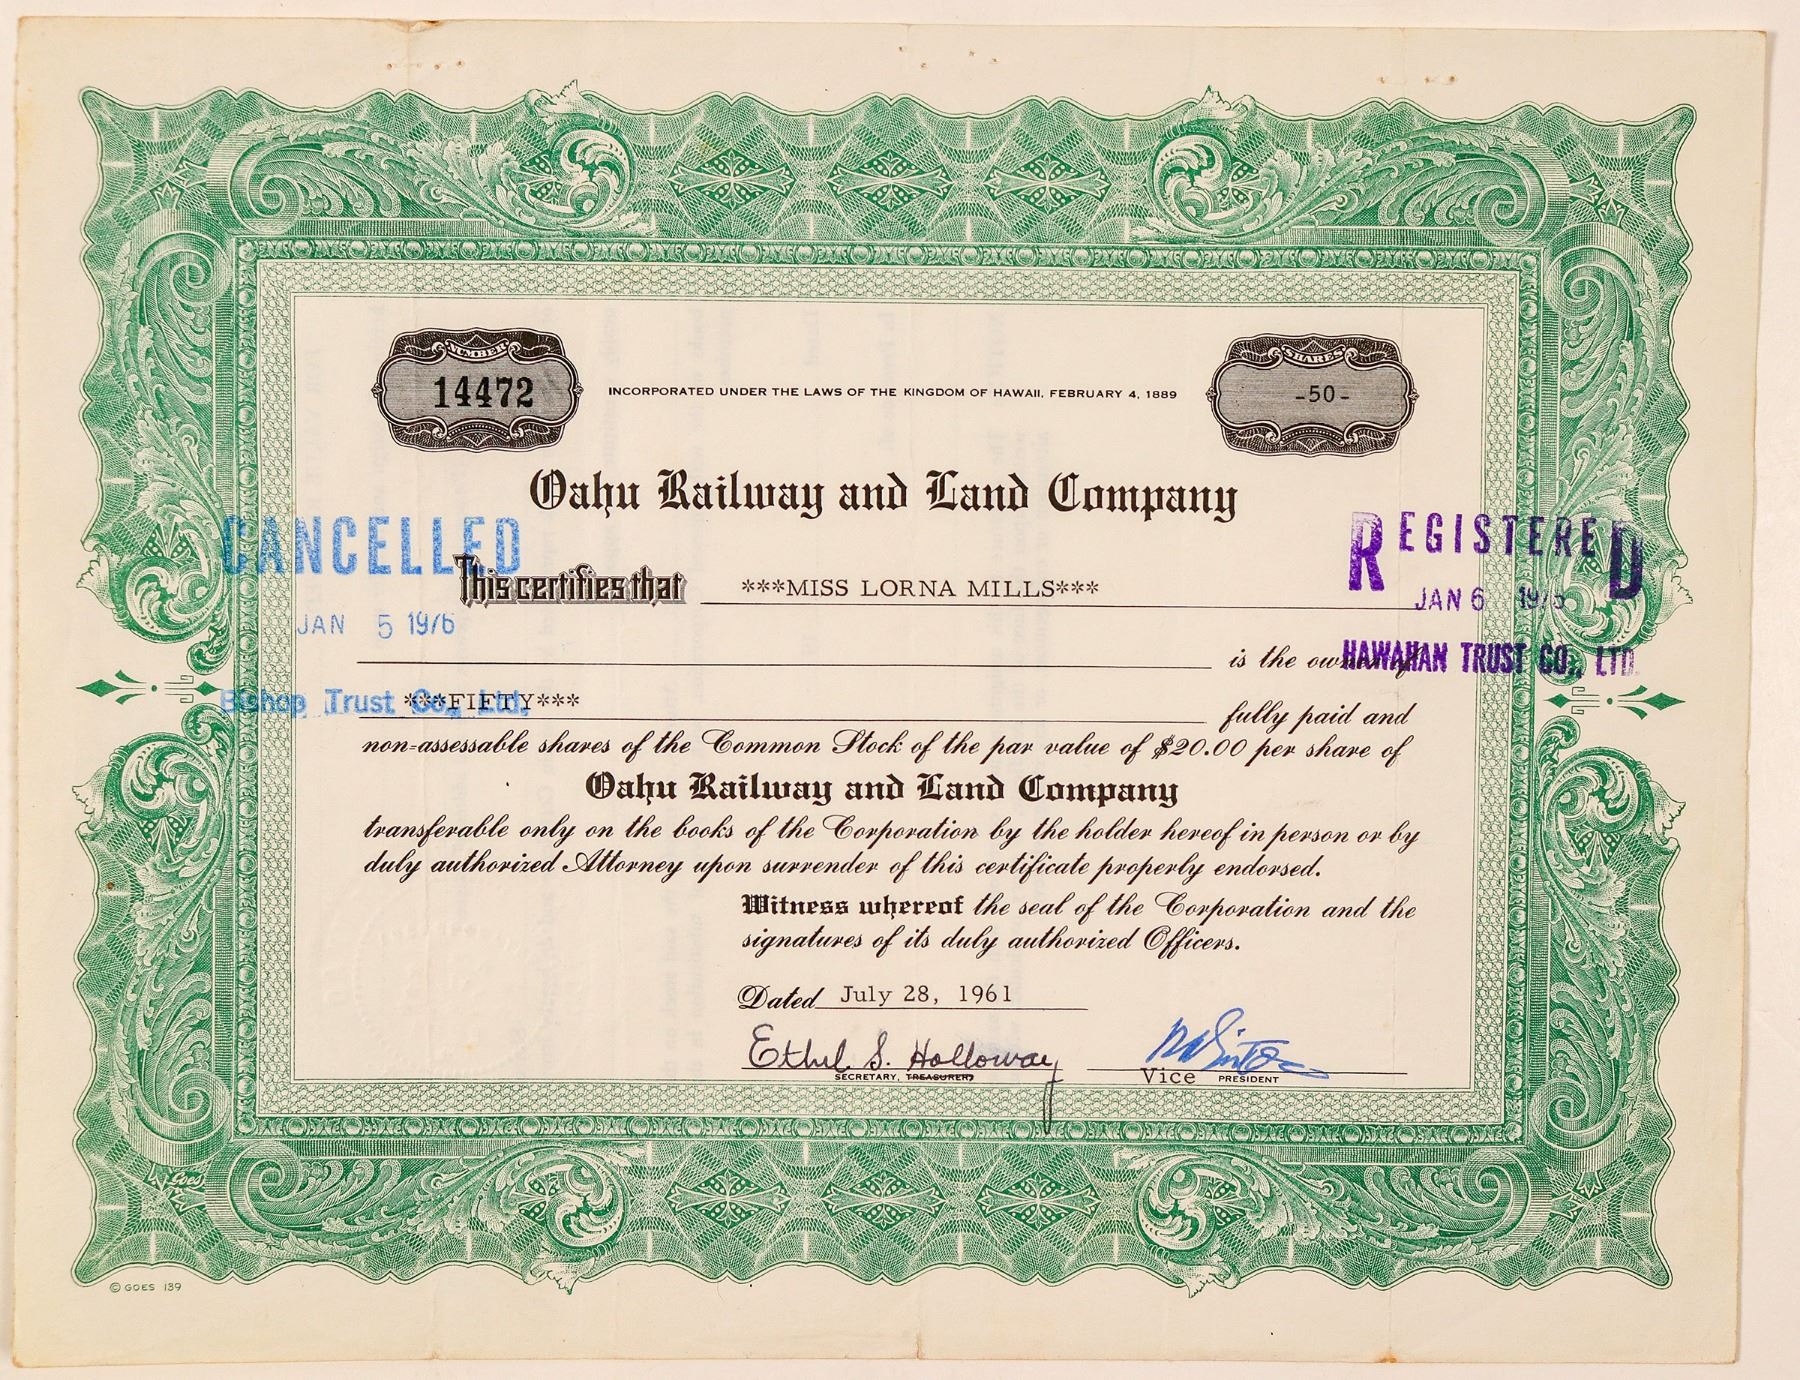 NUMBER
14472
INCORPORATED UNDER THE LAWS OF THE KINGDOM OF HAWAII, FEBRUARY 4, 1889
SHARES
-50-
Oahu Railway and Land Company
CANCELLED
REGISTERED
This certifies that ***MISS LORNA MILLS***
JAN 6
JAN 5 1976
is the owner of
HAWAIIAN TRUST CO., LTD.
Bishop Trust Co., Ltd.
***FIFTY*** fully paid and
non-assessable shares of the Common Stock of the par value of $20.00 per share of
Oahu Railway and Land Company
transferable only on the books of the Corporation by the holder hereof in person or by
duly authorized Attorney upon surrender of this certificate properly endorsed.
Witness whereof the seal of the Corporation and the
signatures of its duly authorized Officers.
Dated July 28, 1961
Ethel S. Holloway
SECRETARY, TREASURER
Vice PRESIDENT
Goes
© GOES 139